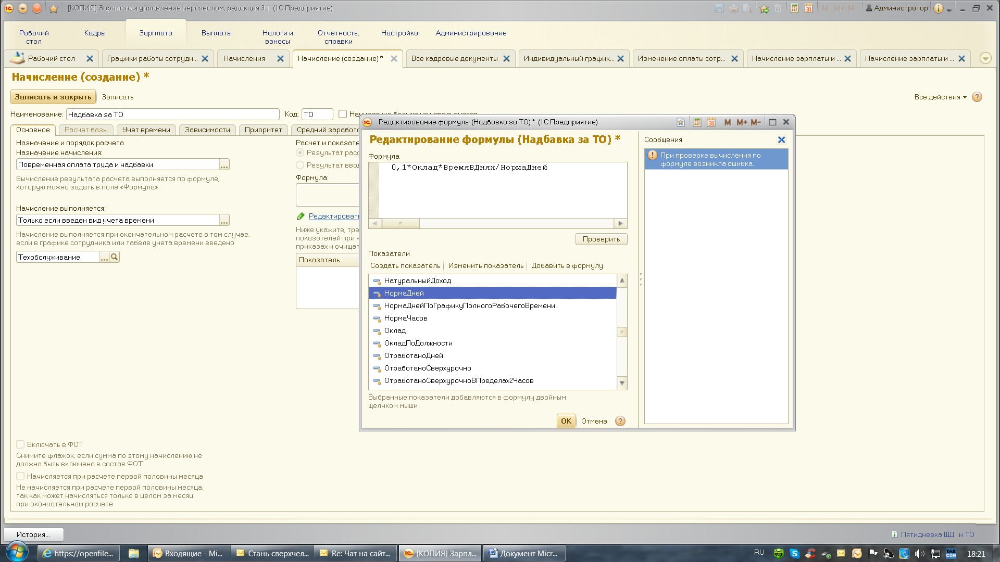 [КОПИЯ] Зарплата и управление персоналом, редакция 3.1 (1С:Предприятие)
M M+ M-
Администратор
Рабочий стол
Кадры
Зарплата
Выплаты
Налоги и взносы
Отчетность, справки
Настройка
Администрирование
Рабочий стол
Графики работы сотрудн...
Начисления
Начисление (создание) *
Все кадровые документы
Индивидуальный график...
Изменение оплаты сотр...
Начисление зарплаты и ...
Начисление зарплаты и ...
Начисление (создание) *
Записать и закрыть
Записать
Все действия
Наименование:
Надбавка за ТО
Код:
ТО
Основное
Расчет базы
Учет времени
Зависимости
Приоритет
Средний заработо
Назначение и порядок расчета
Назначение начисления:
Повременная оплата труда и надбавки
Вычисление результата расчета выполняется по формуле,
которую можно задать в поле «Формула».
Начисление выполняется:
Только если введен вид учета времени
Начисление выполняется при окончательном расчете в том случае,
если в графике сотрудника или табеле учета времени введено
Техобслуживание
Включать в ФОТ
Снимите флажок, если сумма по этому начислению не
должна быть включена в состав ФОТ
Начисляется при расчете первой половины месяца
Не начисляется при расчете первой половины месяца,
так как может начисляться только в целом за месяц
при окончательном расчете
Расчет и показате
Результат расс
Результат ввод
Формула:
Редактироват
Ниже укажите, тре
показателей при н
приказах и очищат
Показатель
Редактирование формулы (Надбавка за ТО) * (1С:Предприятие)
31
M M+ M-
Редактирование формулы (Надбавка за ТО) *
Формула
0,1*Оклад*ВремяВДнях/НормаДней
Проверить
Показатели
Создать показатель
Изменить показатель
Добавить в формулу
НатуральныйДоход
НормаДней
НормаДнейПоГрафикуПолногоРабочегоВремени
НормаЧасов
Оклад
ОкладПоДолжности
ОтработаноДней
ОтработаноСверхурочно
ОтработаноСверхурочноВПределах2Часов
Выбранные показатели добавляются в формулу двойным
щелчком мыши
ОК
Отмена
Сообщения
При проверке вычисления по
формуле возникла ошибка.
История...
Пятидневка ШД и ТО
https://openfile...
Входящие - Mi...
Стань сверхчел...
Re: Чат на сайт...
[КОПИЯ] Зарпл...
Документ Micr...
RU
18:21